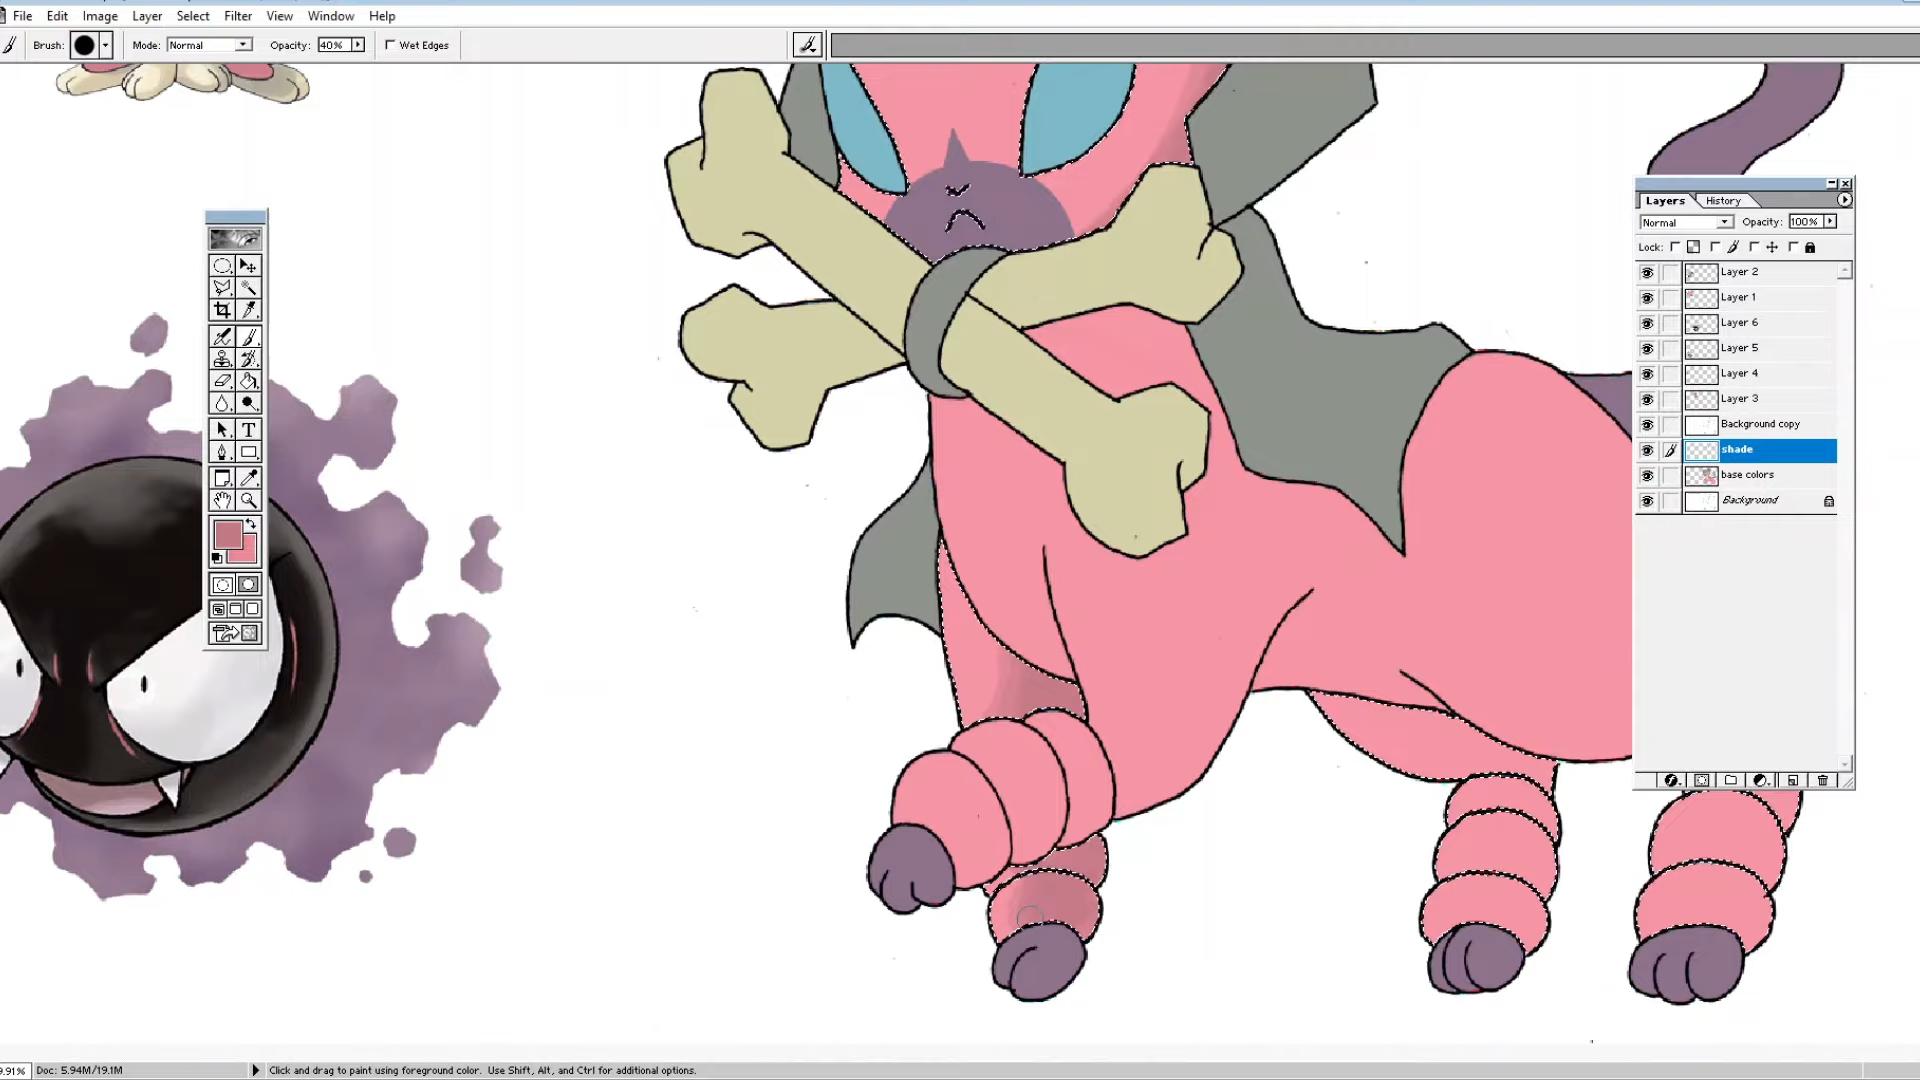 File Edit Image Layer Select Filter View Window Help
Brush: Mode: Normal Opacity: 40% Wet Edges
Layers History
Normal Opacity: 100%
Lock:
Layer 2
Layer 1
Layer 6
Layer 5
Layer 4
Layer 3
Background copy
shade
base colors
Background
T
9.91% Doc: 5.94M/19.1M Click and drag to paint using foreground color. Use Shift, Alt, and Ctrl for additional options.